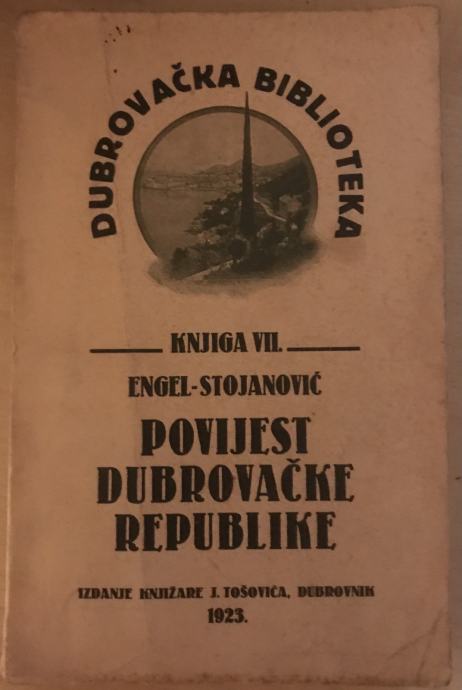 DUBROVAČKA BIBLIOTEKA
KNJIGA VII.
ENGEL-STOJANOVIĆ
POVIJEST
DUBROVAČKE
REPUBLIKE
IZDANJE KNJIŽARE J. TOŠOVIĆA, DUBROVNIK
1923.